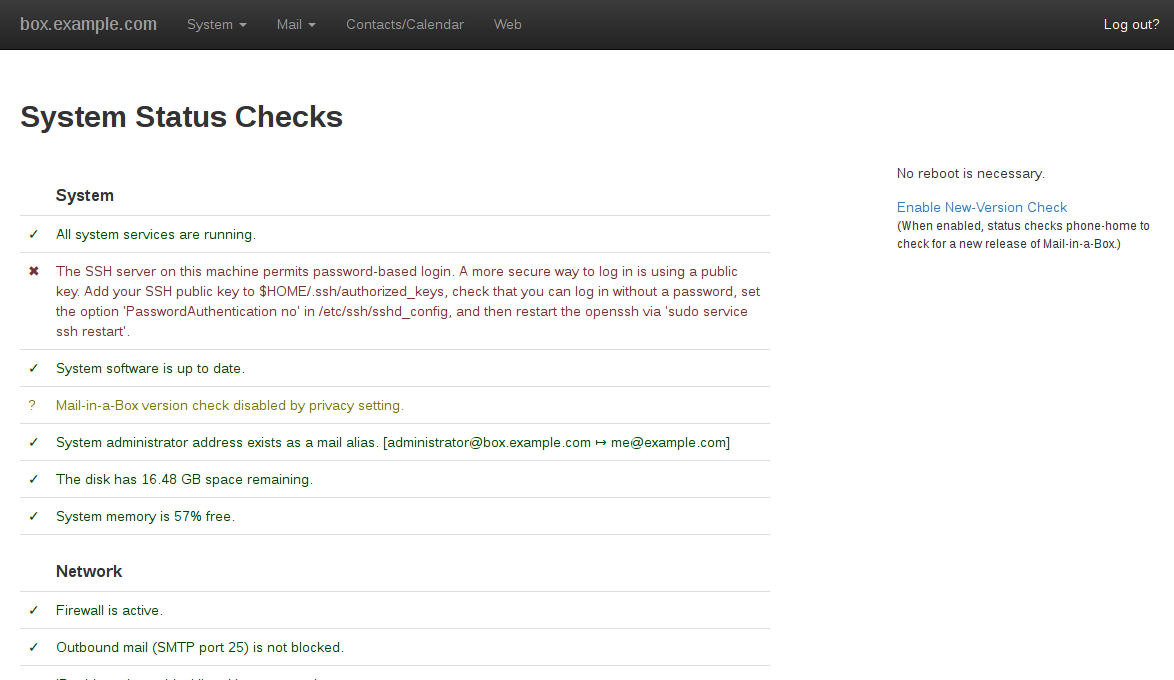 box.example.com System Mail Contacts/Calendar Web Log out?
System Status Checks
No reboot is necessary.
Enable New-Version Check
(When enabled, status checks phone-home to
check for a new release of Mail-in-a-Box.)
System
✓ All system services are running.
✖ The SSH server on this machine permits password-based login. A more secure way to log in is using a public
key. Add your SSH public key to $HOME/.ssh/authorized_keys, check that you can log in without a password, set
the option 'PasswordAuthentication no' in /etc/ssh/sshd_config, and then restart the openssh via 'sudo service
ssh restart'.
✓ System software is up to date.
? Mail-in-a-Box version check disabled by privacy setting.
✓ System administrator address exists as a mail alias. [administrator@box.example.com ↦ me@example.com]
✓ The disk has 16.48 GB space remaining.
✓ System memory is 57% free.
Network
✓ Firewall is active.
✓ Outbound mail (SMTP port 25) is not blocked.